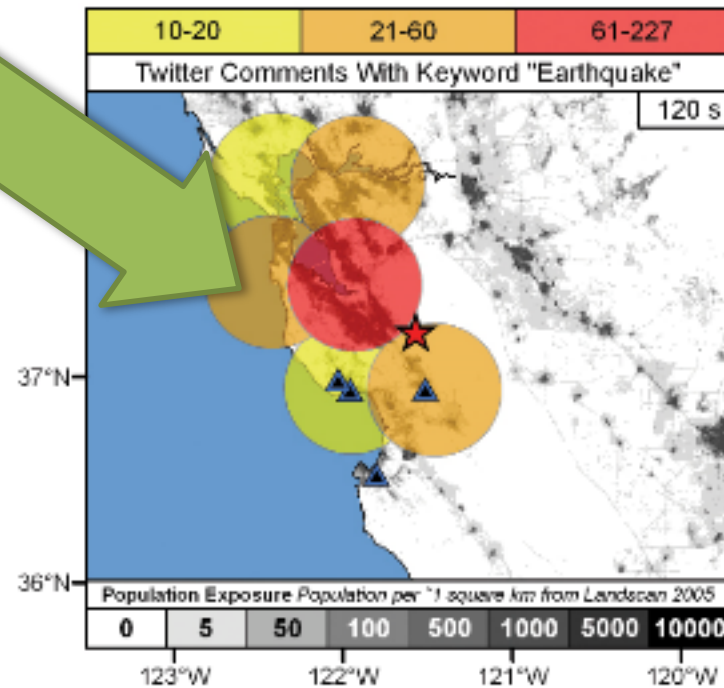 10-20 21-60 61-227
Twitter Comments With Keyword "Earthquake"
120 s
37°N
36°N
Population Exposure Population per ~1 square km from Landscan 2005
0 5 50 100 500 1000 5000 10000
123°W 122°W 121°W 120°W